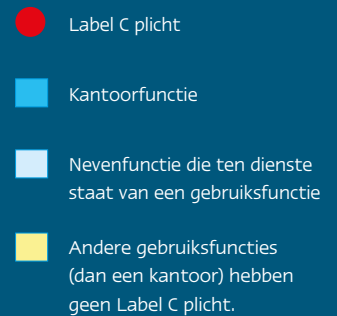 Label C plicht
Kantoorfunctie
Nevenfunctie die ten dienste
staat van een gebruiksfunctie
Andere gebruiksfuncties
(dan een kantoor) hebben
geen Label C plicht.